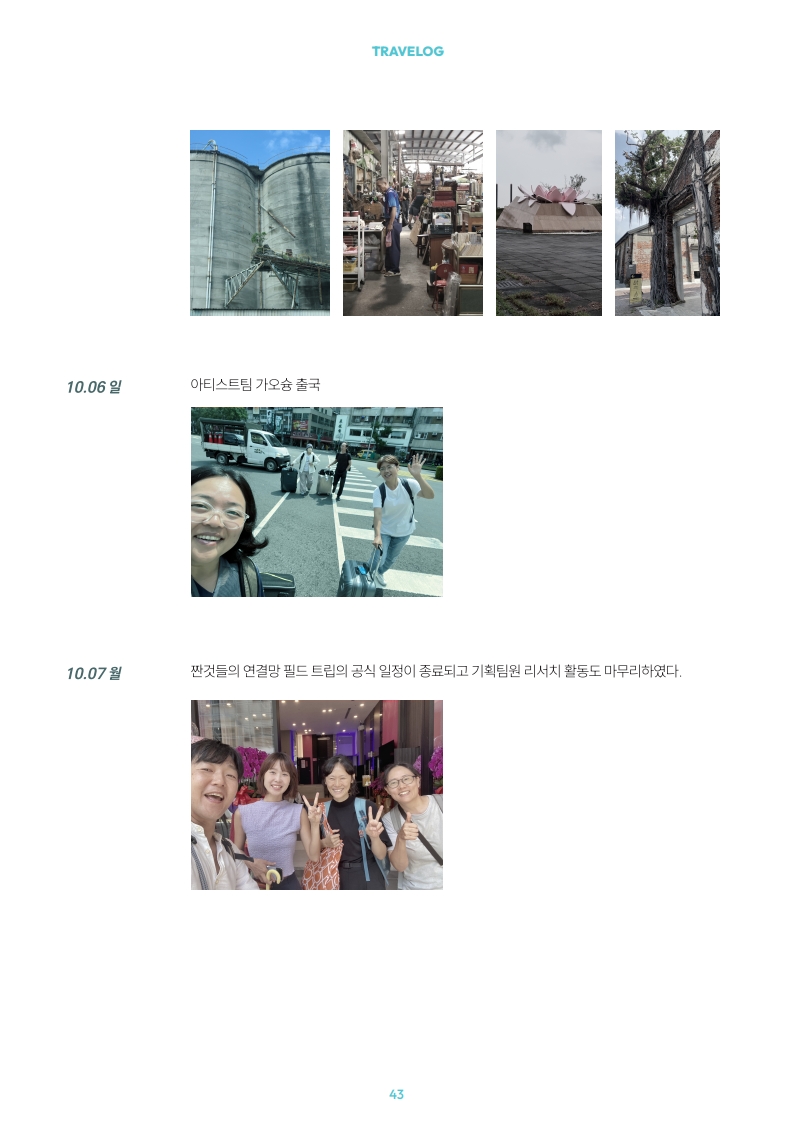 TRAVELOG
10.06 일
아티스트팀 가오슝 출국
10.07 월
짠것들의 연결망 필드 트립의 공식 일정이 종료되고 기획팀원 리서치 활동도 마무리하였다.
43